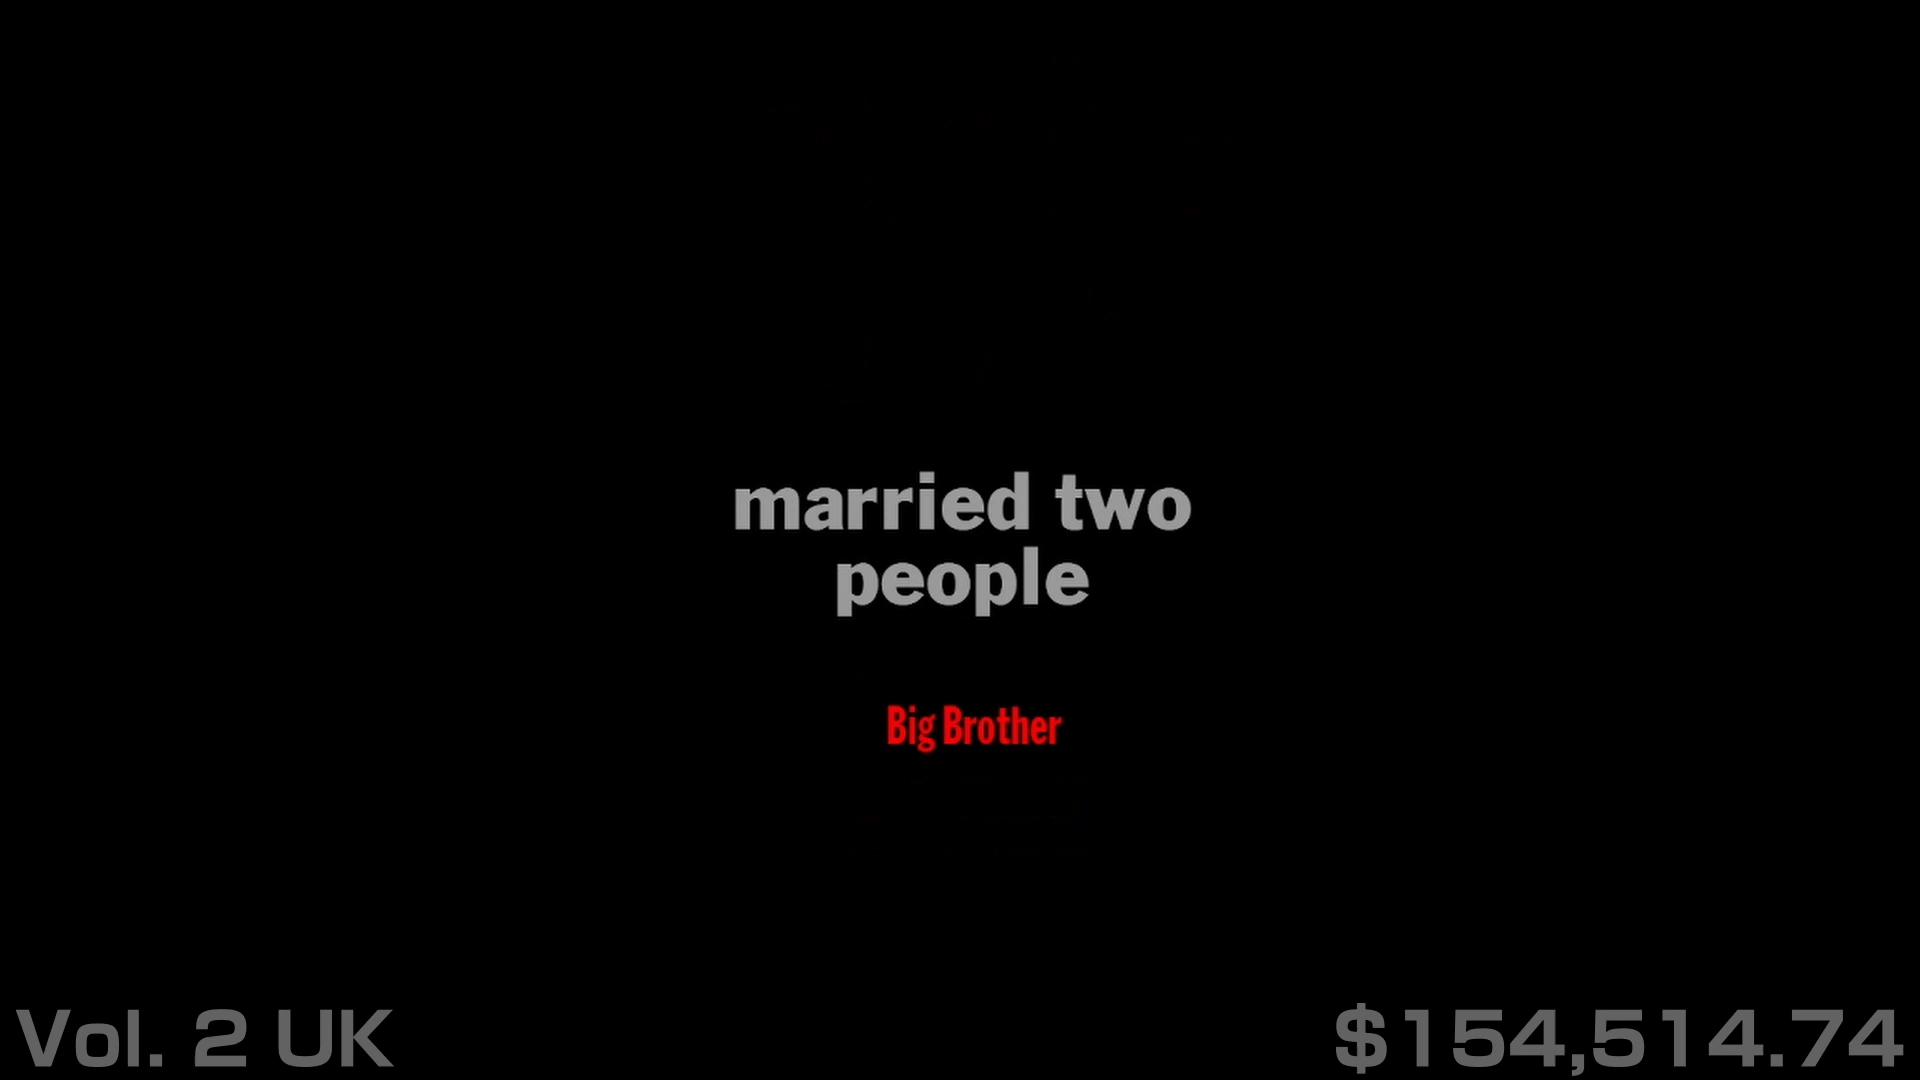 married two
people
Big Brother
Vol. 2 UK
$154,514.74